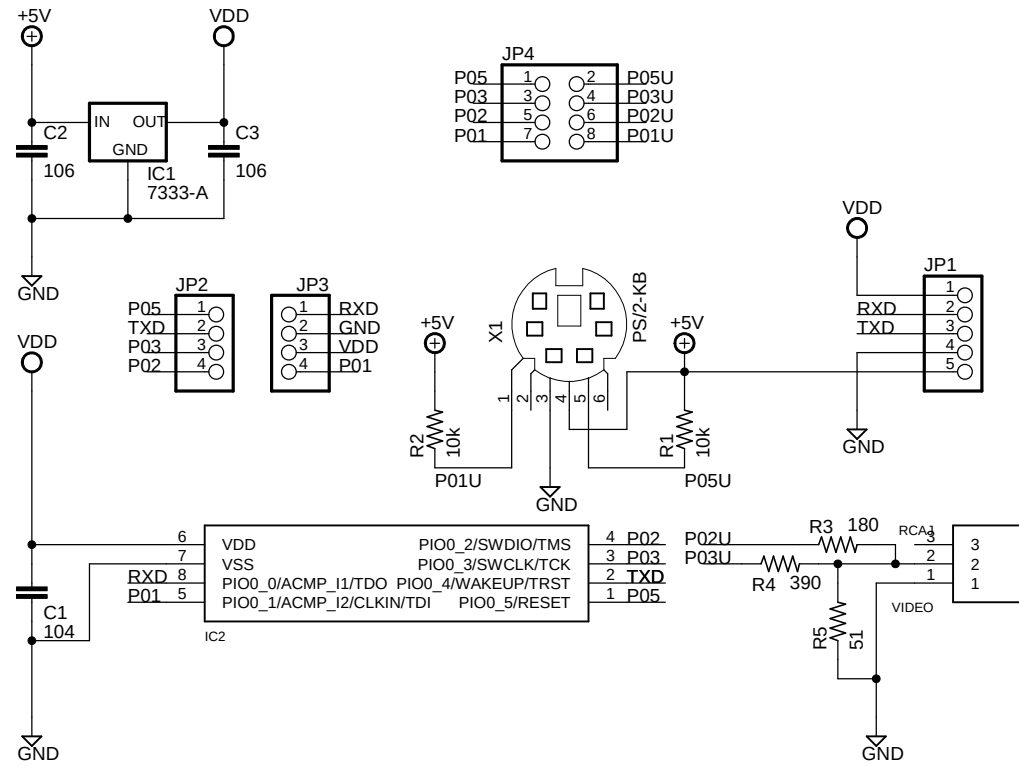 +5V
VDD
C2
IN OUT
GND
C3
106
IC1
7333-A
106
GND
JP4
P05 1 2 P05U
P03 3 4 P03U
P02 5 6 P02U
P01 7 8 P01U
VDD
JP1
1
RXD 2
TXD 3
4
5
GND
JP2
P05 1
TXD 2
P03 3
P02 4
JP3
1 RXD
2 GND
3 VDD
4 P01
+5V
X1
PS/2-KB
+5V
1 2 3 4 5 6
R2
10k
P01U
GND
R1
10k
P05U
VDD
6 VDD
7 VSS
RXD 8 PIO0_0/ACMP_I1/TDO
P01 5 PIO0_1/ACMP_I2/CLKIN/TDI
PIO0_2/SWDIO/TMS 4 P02
PIO0_3/SWCLK/TCK 3 P03
PIO0_4/WAKEUP/TRST 2 TXD
PIO0_5/RESET 1 P05
IC2
C1
104
GND
P02U
P03U
R3 180
R4 390
R5
51
RCAJ
3 3
2 2
1 1
VIDEO
GND